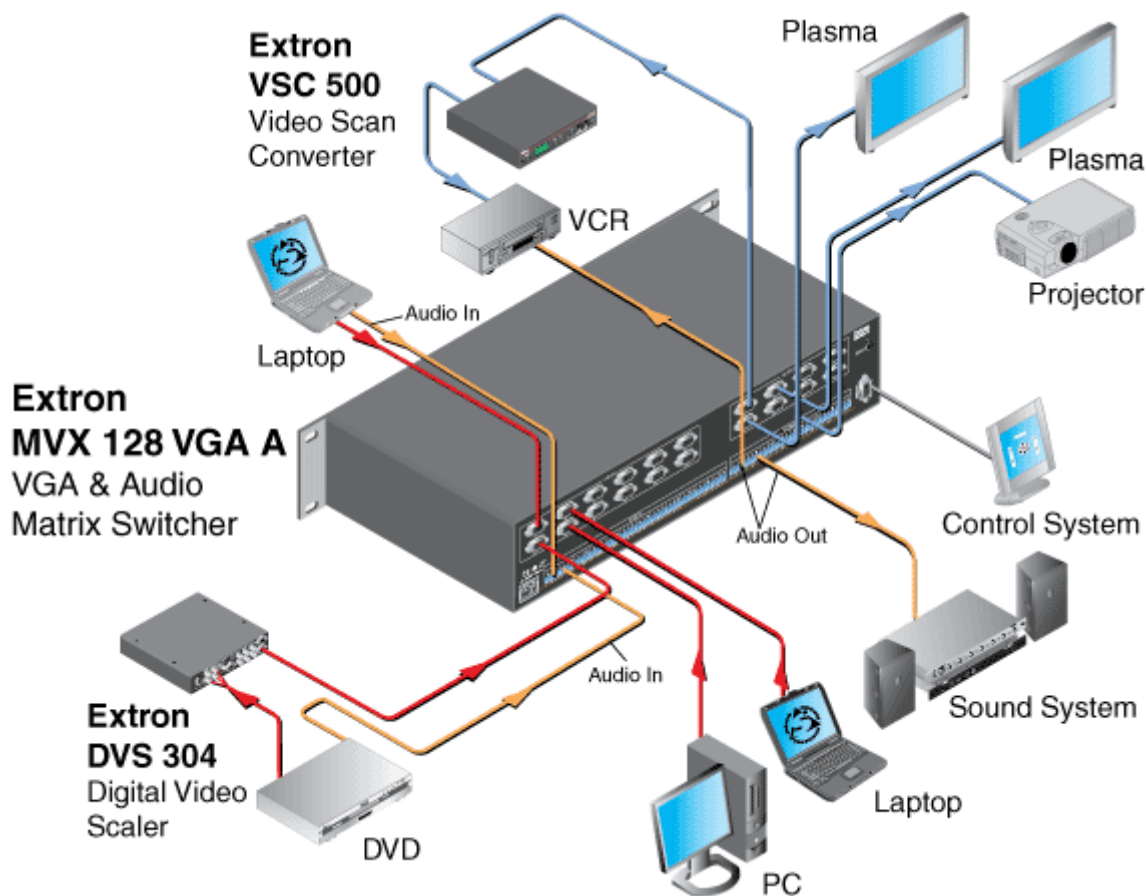 Extron
VSC 500
Video Scan
Converter
Plasma
Plasma
VCR
Projector
Audio In
Laptop
Extron
MVX 128 VGA A
VGA & Audio
Matrix Switcher
Control System
Audio Out
Audio In
Sound System
Extron
DVS 304
Digital Video
Scaler
DVD
Laptop
PC